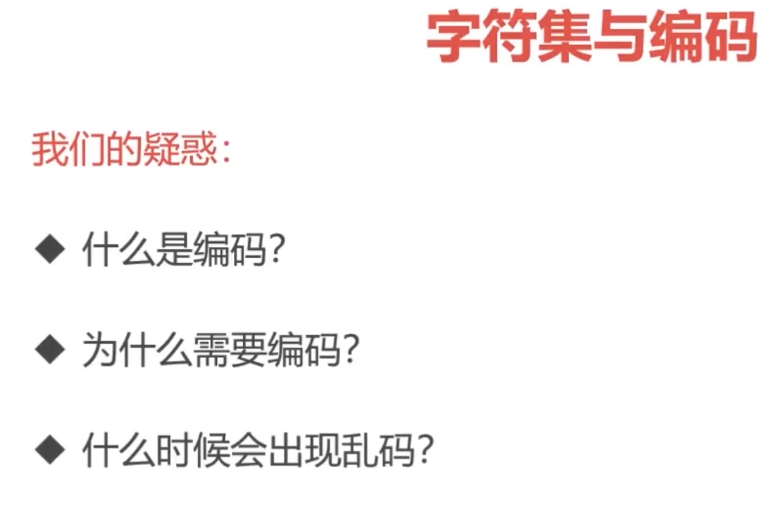 字符集与编码
我们的疑惑：
◆ 什么是编码？
◆ 为什么需要编码？
◆ 什么时候会出现乱码？